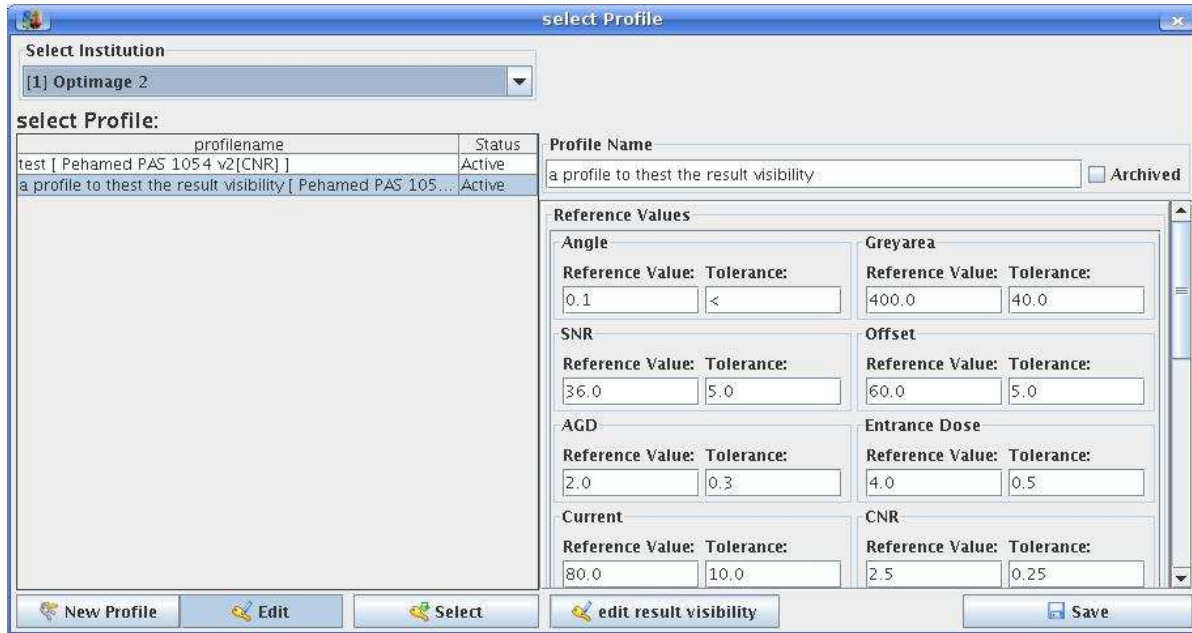 select Profile
Select Institution
[1] Optimage 2
select Profile:
profilename Status
test [ Pehamed PAS 1054 v2[CNR] ] Active
a profile to thest the result visibility [ Pehamed PAS 105... Active
Profile Name
a profile to thest the result visibility Archived
Reference Values
Angle Greyarea
Reference Value: Tolerance: Reference Value: Tolerance:
0.1 < 400.0 40.0
SNR Offset
Reference Value: Tolerance: Reference Value: Tolerance:
36.0 5.0 60.0 5.0
AGD Entrance Dose
Reference Value: Tolerance: Reference Value: Tolerance:
2.0 0.3 4.0 0.5
Current CNR
Reference Value: Tolerance: Reference Value: Tolerance:
80.0 10.0 2.5 0.25
New Profile Edit Select edit result visibility Save